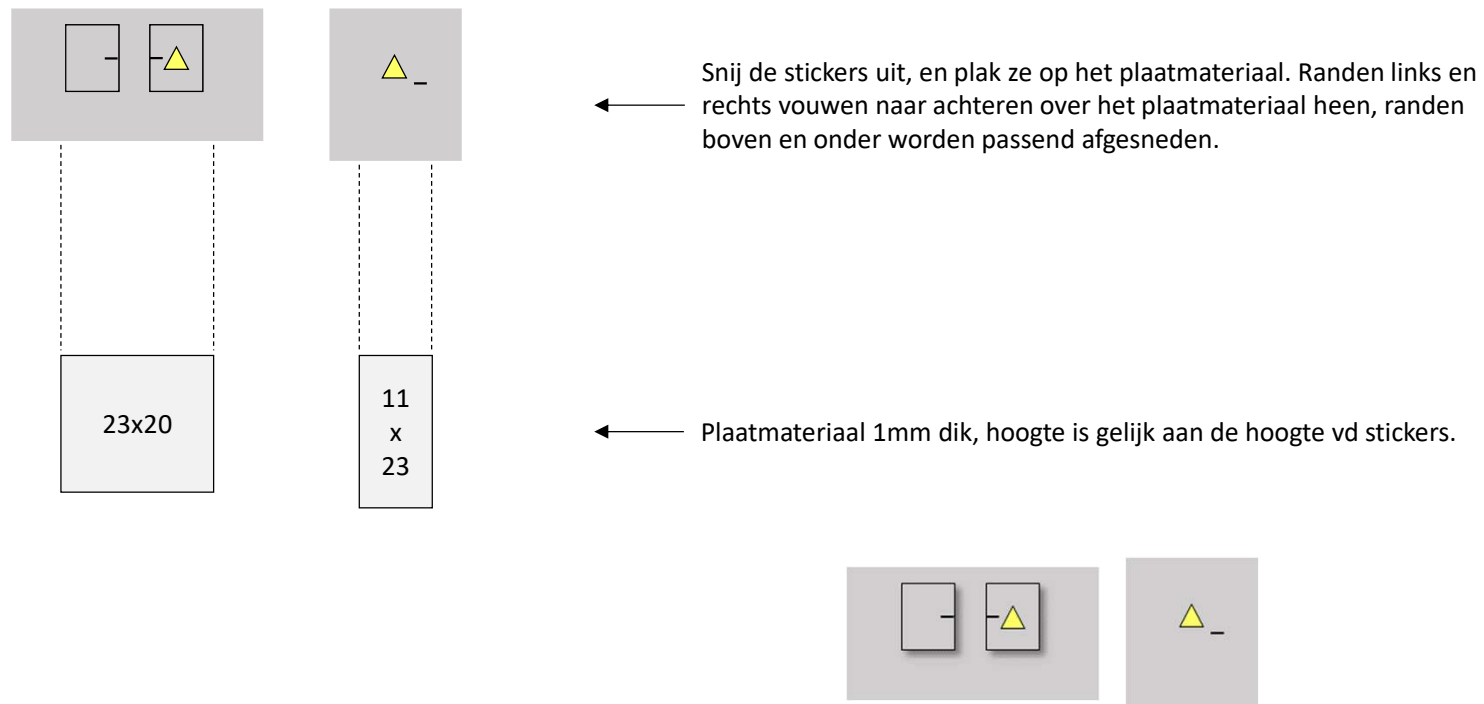 Snij de stickers uit, en plak ze op het plaatmateriaal. Randen links en
rechts vouwen naar achteren over het plaatmateriaal heen, randen
boven en onder worden passend afgesneden.
23x20
11
x
23
Plaatmateriaal 1mm dik, hoogte is gelijk aan de hoogte vd stickers.